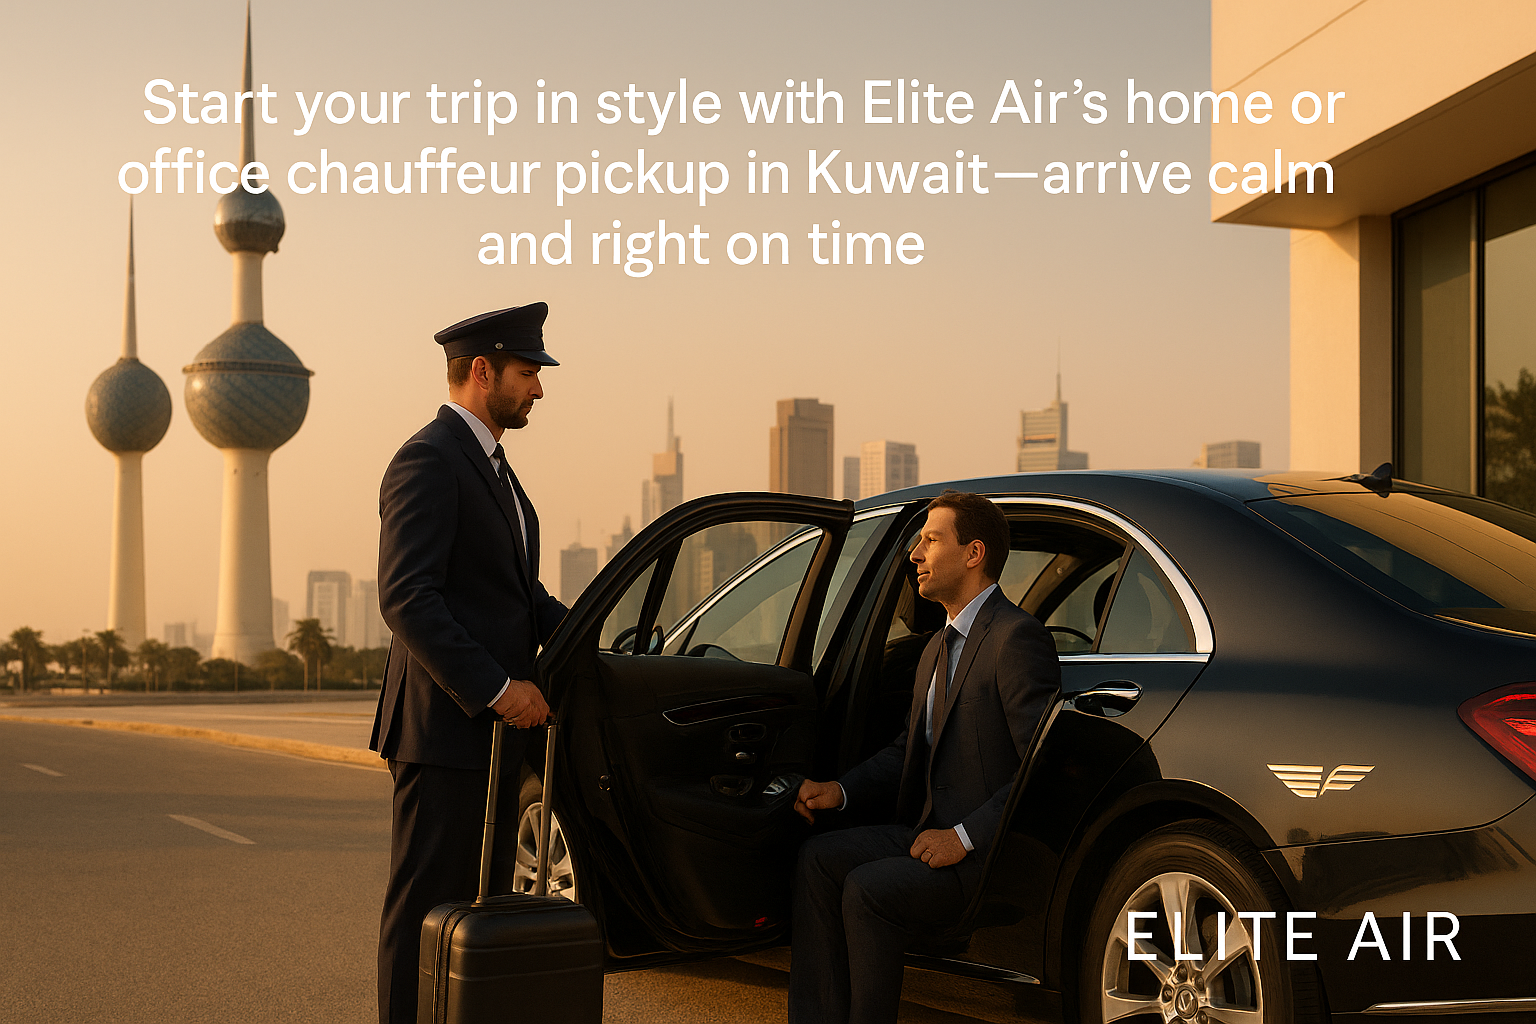 Start your trip in style with Elite Air’s home or
office chauffeur pickup in Kuwait—arrive calm
and right on time
ELITE AIR